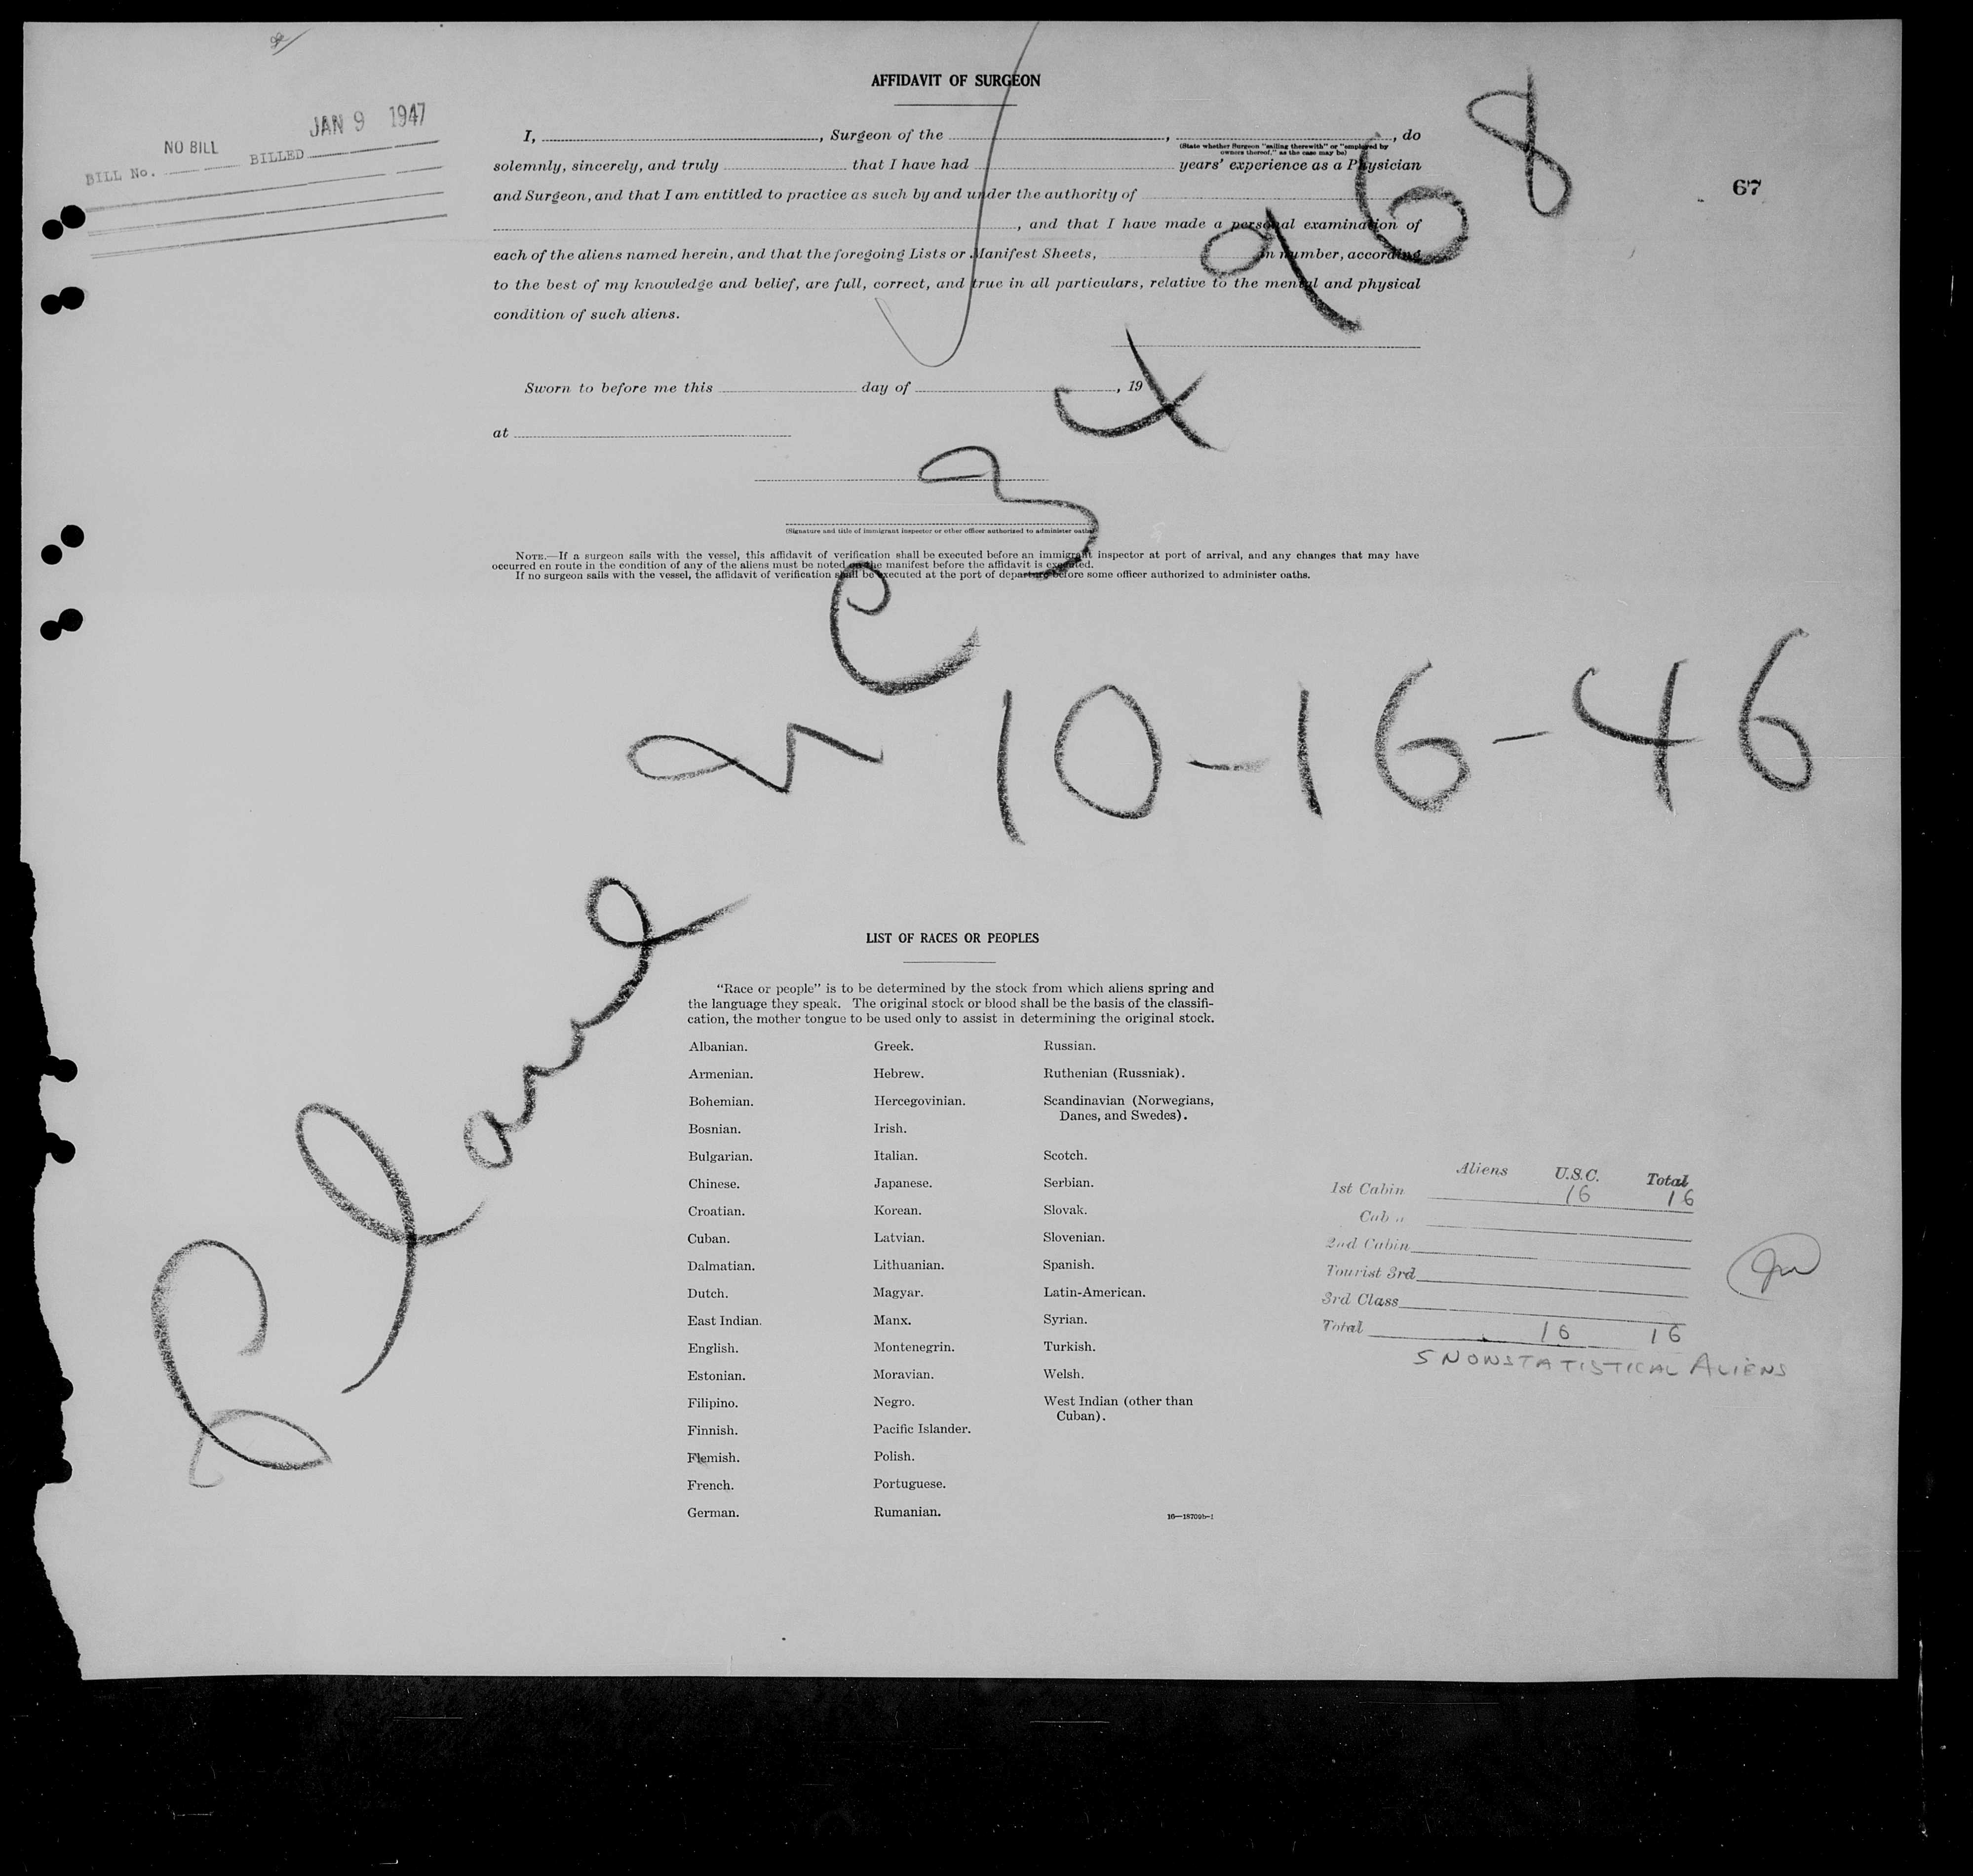 AFFIDAVIT OF SURGEON
JAN 9 1947
NO BILL
BILL No. BILLED
I, , Surgeon of the , , do
(State whether Surgeon "sailing therewith" or "employed by
owners thereof," as the case may be)
solemnly, sincerely, and truly that I have had years' experience as a Physician
and Surgeon, and that I am entitled to practice as such by and under the authority of
67
, and that I have made a personal examination of
each of the aliens named herein, and that the foregoing Lists or Manifest Sheets, in number, according
to the best of my knowledge and belief, are full, correct, and true in all particulars, relative to the mental and physical
condition of such aliens.
Sworn to before me this day of , 19
at
(Signature and title of immigrant inspector or other officer authorized to administer oaths)
NOTE.—If a surgeon sails with the vessel, this affidavit of verification shall be executed before an immigrant inspector at port of arrival, and any changes that may have
occurred en route in the condition of any of the aliens must be noted on the manifest before the affidavit is executed.
If no surgeon sails with the vessel, the affidavit of verification shall be executed at the port of departure before some officer authorized to administer oaths.
Plane NC 34968
10-16-46
LIST OF RACES OR PEOPLES
"Race or people" is to be determined by the stock from which aliens spring and
the language they speak. The original stock or blood shall be the basis of the classifi-
cation, the mother tongue to be used only to assist in determining the original stock.
Albanian.
Armenian.
Bohemian.
Bosnian.
Bulgarian.
Chinese.
Croatian.
Cuban.
Dalmatian.
Dutch.
East Indian.
English.
Estonian.
Filipino.
Finnish.
Flemish.
French.
German.
Greek.
Hebrew.
Hercegovinian.
Irish.
Italian.
Japanese.
Korean.
Latvian.
Lithuanian.
Magyar.
Manx.
Montenegrin.
Moravian.
Negro.
Pacific Islander.
Polish.
Portuguese.
Rumanian.
Russian.
Ruthenian (Russniak).
Scandinavian (Norwegians,
Danes, and Swedes).
Scotch.
Serbian.
Slovak.
Slovenian.
Spanish.
Latin-American.
Syrian.
Turkish.
Welsh.
West Indian (other than
Cuban).
16—18709b-1
Aliens U.S.C. Total
1st Cabin 16 16
Cabin
2nd Cabin
Tourist 3rd
3rd Class
Total 16 16
5 NONSTATISTICAL ALIENS